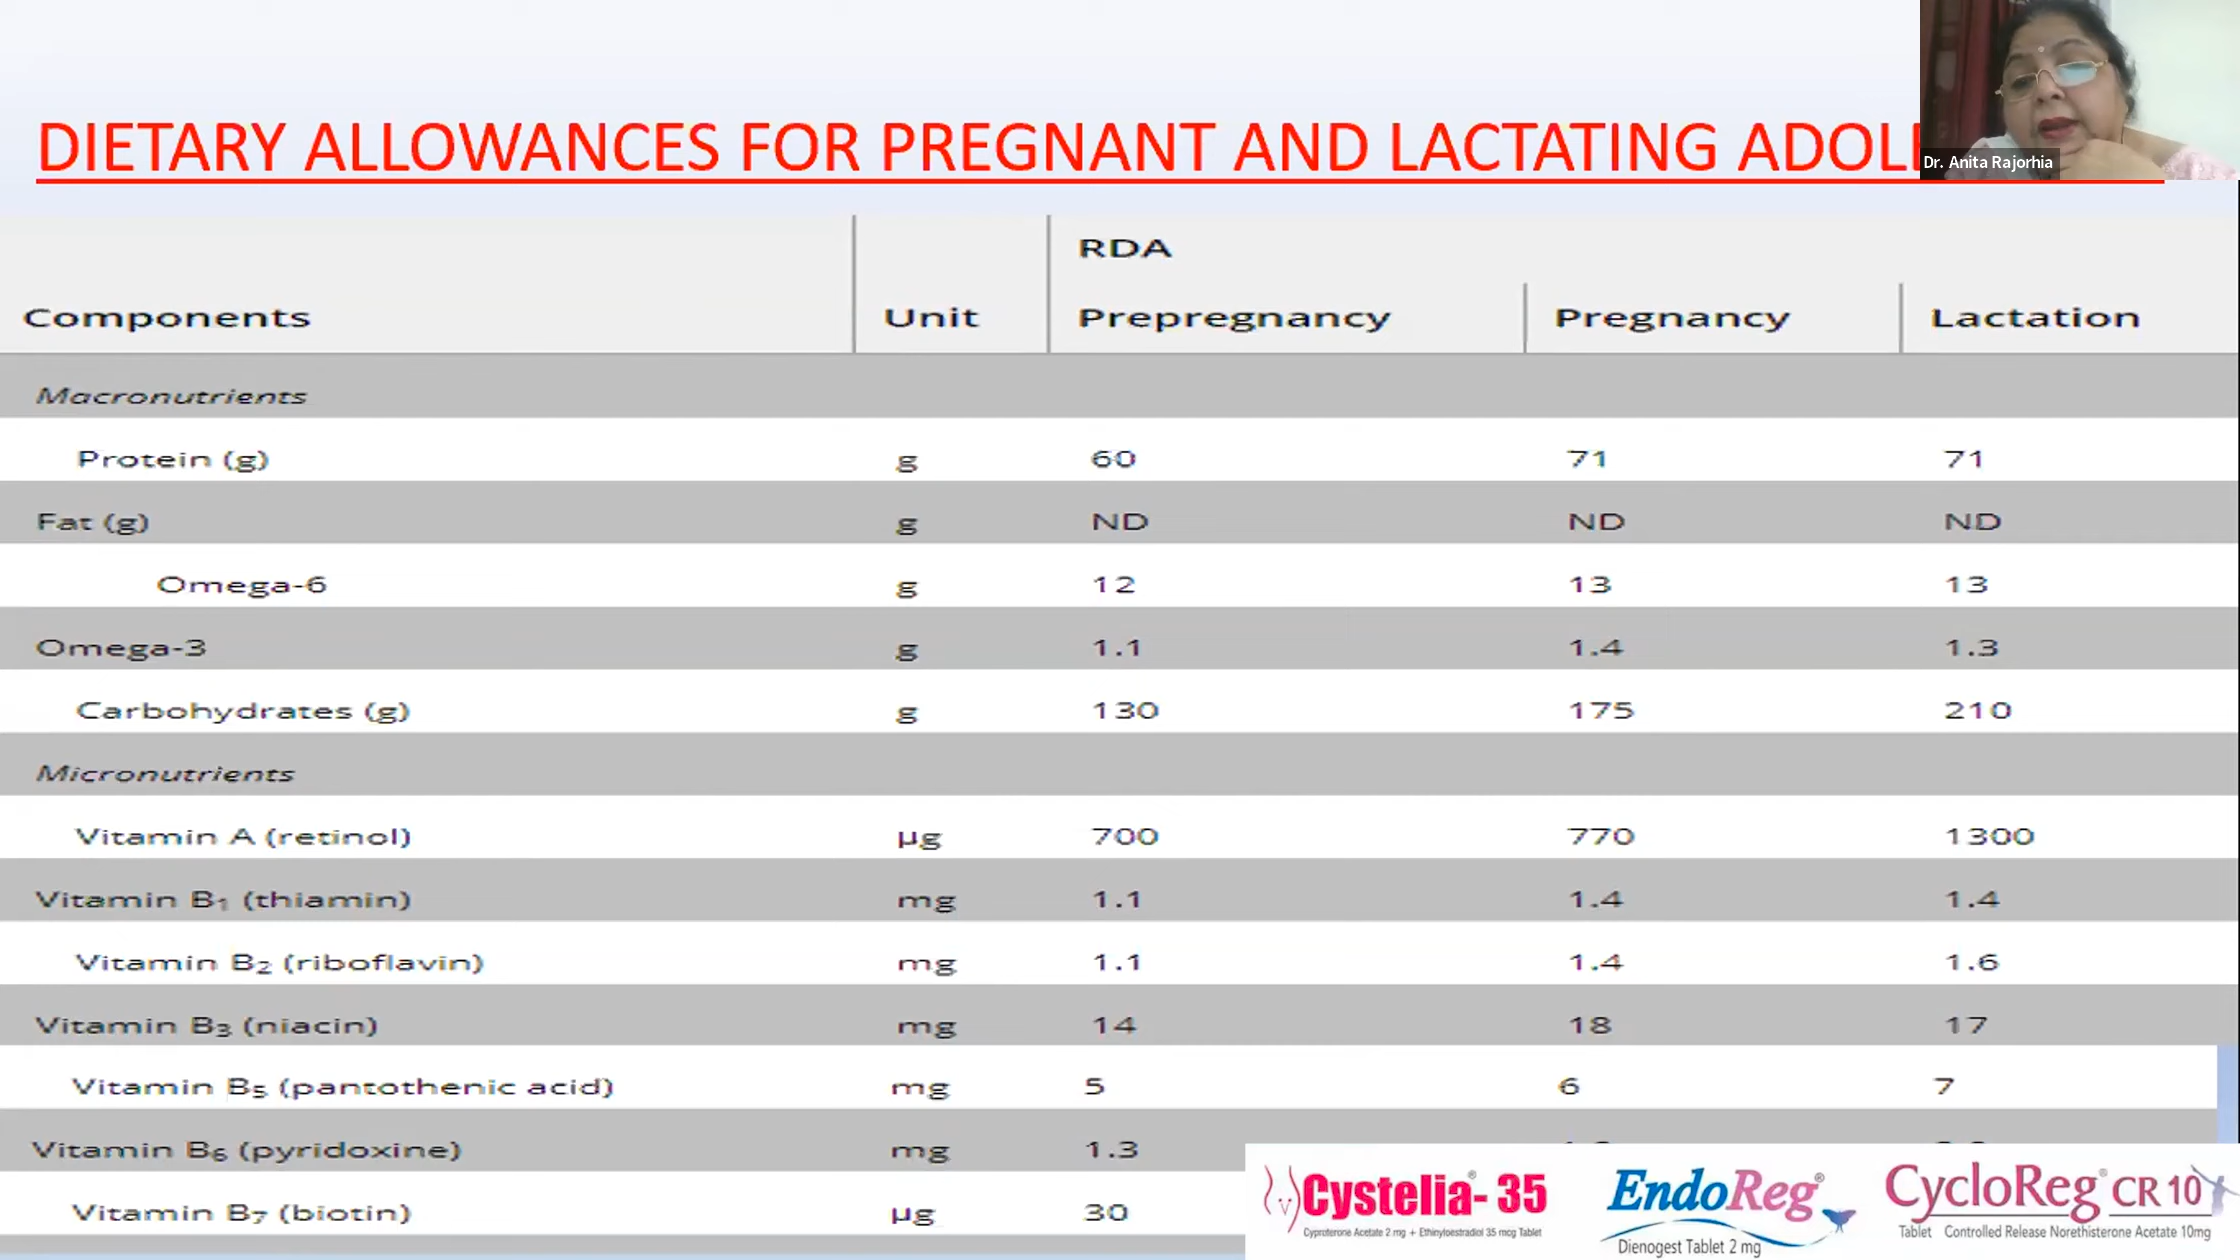 DIETARY ALLOWANCES FOR PREGNANT AND LACTATING ADOL
Dr. Anita Rajorhia
RDA
Components Unit Prepregnancy Pregnancy Lactation
Macronutrients
Protein (g) g 60 71 71
Fat (g) g ND ND ND
Omega-6 g 12 13 13
Omega-3 g 1.1 1.4 1.3
Carbohydrates (g) g 130 175 210
Micronutrients
Vitamin A (retinol) µg 700 770 1300
Vitamin B₁ (thiamin) mg 1.1 1.4 1.4
Vitamin B₂ (riboflavin) mg 1.1 1.4 1.6
Vitamin B₃ (niacin) mg 14 18 17
Vitamin B₅ (pantothenic acid) mg 5 6 7
Vitamin B₆ (pyridoxine) mg 1.3
Vitamin B₇ (biotin) µg 30
Cystelia®- 35
Cyproterone Acetate 2 mg + Ethinyloestradiol 35 mcg Tablet
EndoReg®
Dienogest Tablet 2 mg
CycloReg® CR 10
Tablet Controlled Release Norethisterone Acetate 10mg